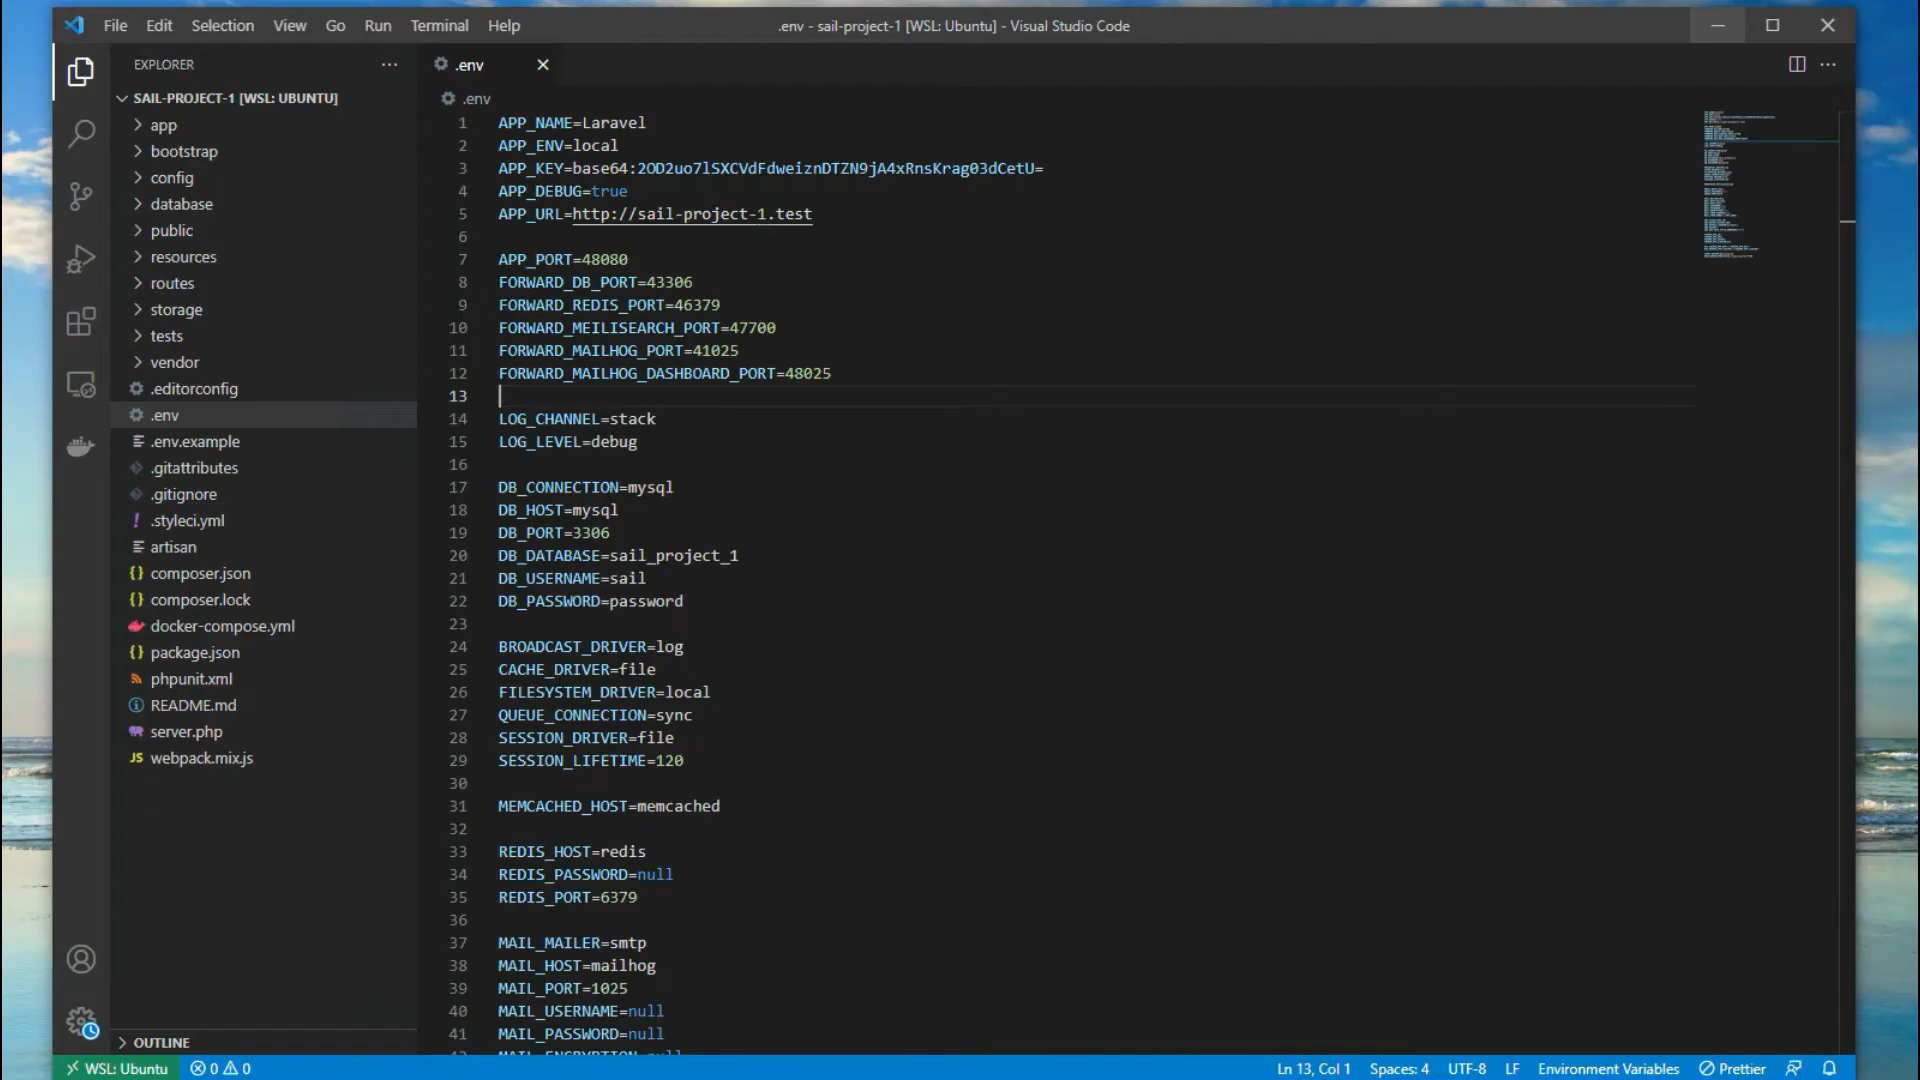 File Edit Selection View Go Run Terminal Help
.env - sail-project-1 [WSL: Ubuntu] - Visual Studio Code
EXPLORER
SAIL-PROJECT-1 [WSL: UBUNTU]
app
bootstrap
config
database
public
resources
routes
storage
tests
vendor
.editorconfig
.env
.env.example
.gitattributes
.gitignore
.styleci.yml
artisan
composer.json
composer.lock
docker-compose.yml
package.json
phpunit.xml
README.md
server.php
JS webpack.mix.js
OUTLINE
.env
.env
1 APP_NAME=Laravel
2 APP_ENV=local
3 APP_KEY=base64:2OD2uo7lSXCVdFdweiznDTZN9jA4xRnsKrag03dCetU=
4 APP_DEBUG=true
5 APP_URL=http://sail-project-1.test
6
7 APP_PORT=48080
8 FORWARD_DB_PORT=43306
9 FORWARD_REDIS_PORT=46379
10 FORWARD_MEILISEARCH_PORT=47700
11 FORWARD_MAILHOG_PORT=41025
12 FORWARD_MAILHOG_DASHBOARD_PORT=48025
13
14 LOG_CHANNEL=stack
15 LOG_LEVEL=debug
16
17 DB_CONNECTION=mysql
18 DB_HOST=mysql
19 DB_PORT=3306
20 DB_DATABASE=sail_project_1
21 DB_USERNAME=sail
22 DB_PASSWORD=password
23
24 BROADCAST_DRIVER=log
25 CACHE_DRIVER=file
26 FILESYSTEM_DRIVER=local
27 QUEUE_CONNECTION=sync
28 SESSION_DRIVER=file
29 SESSION_LIFETIME=120
30
31 MEMCACHED_HOST=memcached
32
33 REDIS_HOST=redis
34 REDIS_PASSWORD=null
35 REDIS_PORT=6379
36
37 MAIL_MAILER=smtp
38 MAIL_HOST=mailhog
39 MAIL_PORT=1025
40 MAIL_USERNAME=null
41 MAIL_PASSWORD=null
WSL: Ubuntu 0 0 Ln 13, Col 1 Spaces: 4 UTF-8 LF Environment Variables Prettier